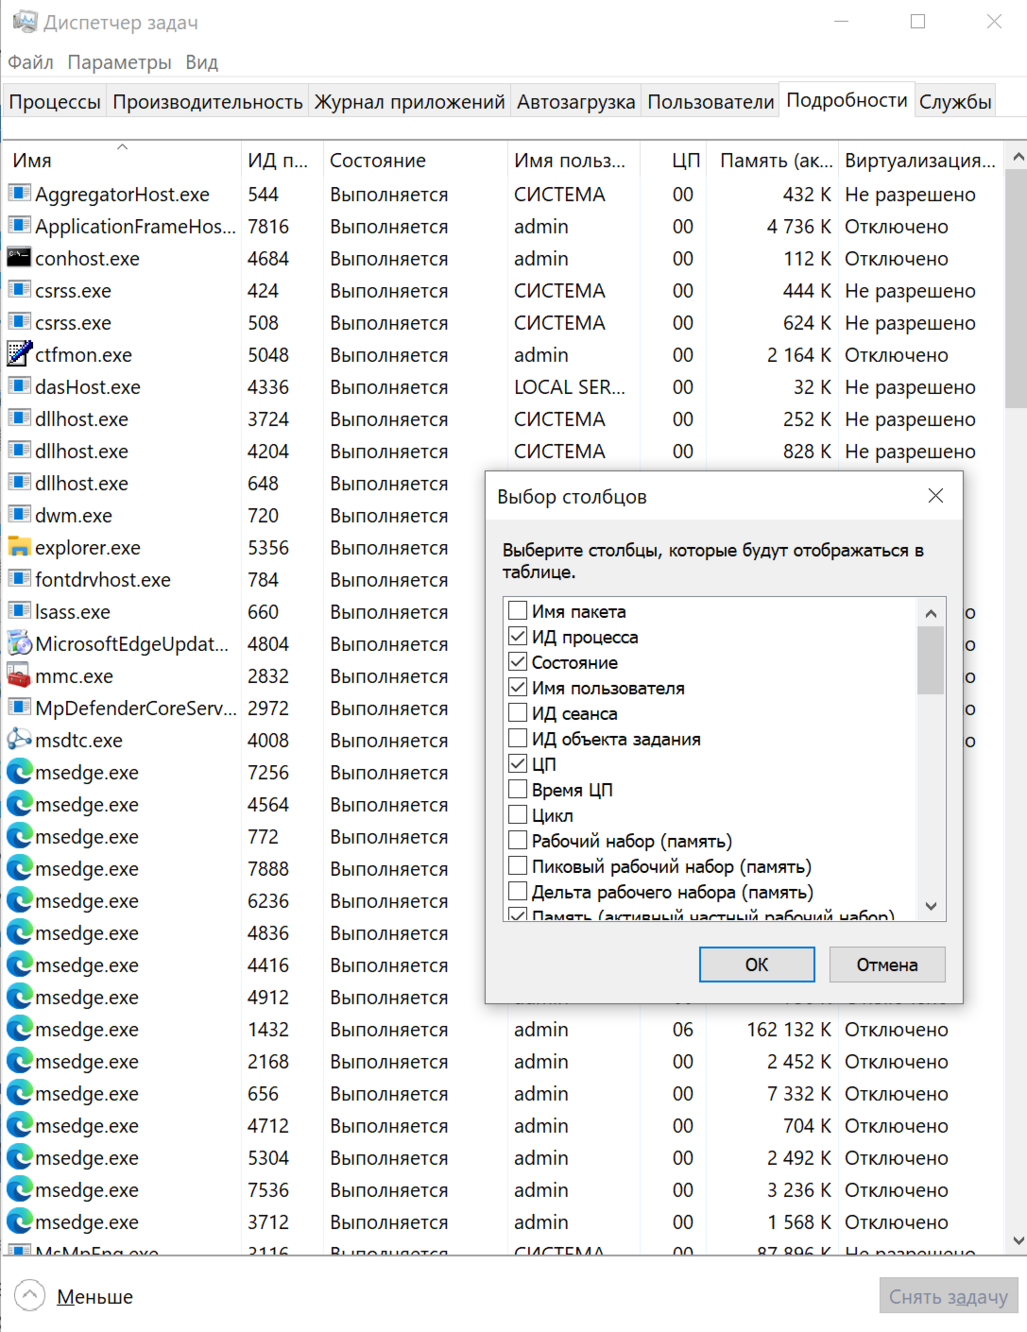 Диспетчер задач
Файл Параметры Вид
Процессы Производительность Журнал приложений Автозагрузка Пользователи Подробности Службы
Имя ИД п... Состояние Имя польз... ЦП Память (ак... Виртуализация...
AggregatorHost.exe 544 Выполняется СИСТЕМА 00 432 К Не разрешено
ApplicationFrameHos... 7816 Выполняется admin 00 4 736 К Отключено
conhost.exe 4684 Выполняется admin 00 112 К Отключено
csrss.exe 424 Выполняется СИСТЕМА 00 444 К Не разрешено
csrss.exe 508 Выполняется СИСТЕМА 00 624 К Не разрешено
ctfmon.exe 5048 Выполняется admin 00 2 164 К Отключено
dasHost.exe 4336 Выполняется LOCAL SER... 00 32 К Не разрешено
dllhost.exe 3724 Выполняется СИСТЕМА 00 252 К Не разрешено
dllhost.exe 4204 Выполняется СИСТЕМА 00 828 К Не разрешено
dllhost.exe 648 Выполняется
dwm.exe 720 Выполняется
explorer.exe 5356 Выполняется
fontdrvhost.exe 784 Выполняется
lsass.exe 660 Выполняется
MicrosoftEdgeUpdat... 4804 Выполняется
mmc.exe 2832 Выполняется
MpDefenderCoreServ... 2972 Выполняется
msdtc.exe 4008 Выполняется
msedge.exe 7256 Выполняется
msedge.exe 4564 Выполняется
msedge.exe 772 Выполняется
msedge.exe 7888 Выполняется
msedge.exe 6236 Выполняется
msedge.exe 4836 Выполняется
msedge.exe 4416 Выполняется
msedge.exe 4912 Выполняется
msedge.exe 1432 Выполняется admin 06 162 132 К Отключено
msedge.exe 2168 Выполняется admin 00 2 452 К Отключено
msedge.exe 656 Выполняется admin 00 7 332 К Отключено
msedge.exe 4712 Выполняется admin 00 704 К Отключено
msedge.exe 5304 Выполняется admin 00 2 492 К Отключено
msedge.exe 7536 Выполняется admin 00 3 236 К Отключено
msedge.exe 3712 Выполняется admin 00 1 568 К Отключено
MsMpEng.exe 3116 Выполняется СИСТЕМА 00 87 896 К Не разрешено
Выбор столбцов
Выберите столбцы, которые будут отображаться в
таблице.
Имя пакета
ИД процесса
Состояние
Имя пользователя
ИД сеанса
ИД объекта задания
ЦП
Время ЦП
Цикл
Рабочий набор (память)
Пиковый рабочий набор (память)
Дельта рабочего набора (память)
Память (активный частный рабочий набор)
ОК Отмена
Меньше Снять задачу